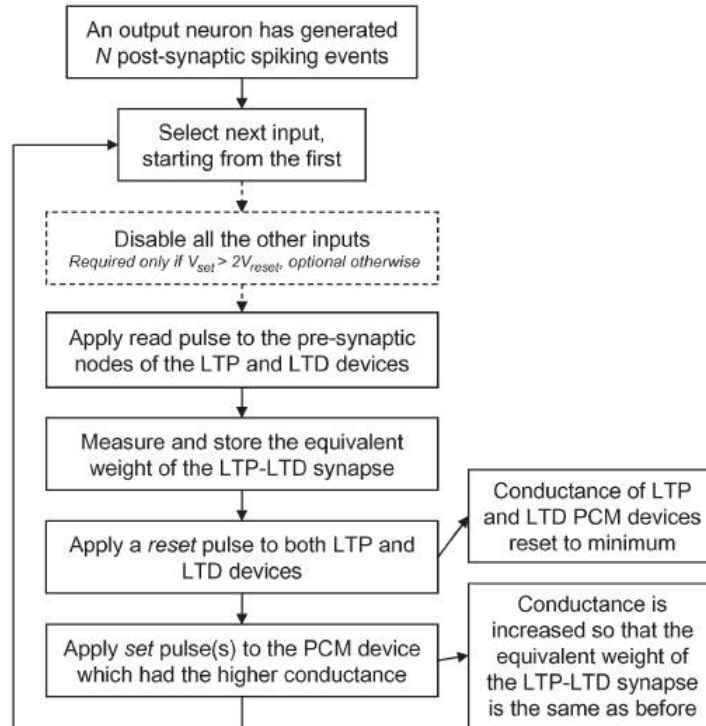 An output neuron has generated
N post-synaptic spiking events
Select next input,
starting from the first
Disable all the other inputs
Required only if Vset > 2Vreset, optional otherwise
Apply read pulse to the pre-synaptic
nodes of the LTP and LTD devices
Measure and store the equivalent
weight of the LTP-LTD synapse
Apply a reset pulse to both LTP and
LTD devices
Conductance of LTP
and LTD PCM devices
reset to minimum
Apply set pulse(s) to the PCM device
which had the higher conductance
Conductance is
increased so that the
equivalent weight of
the LTP-LTD synapse
is the same as before